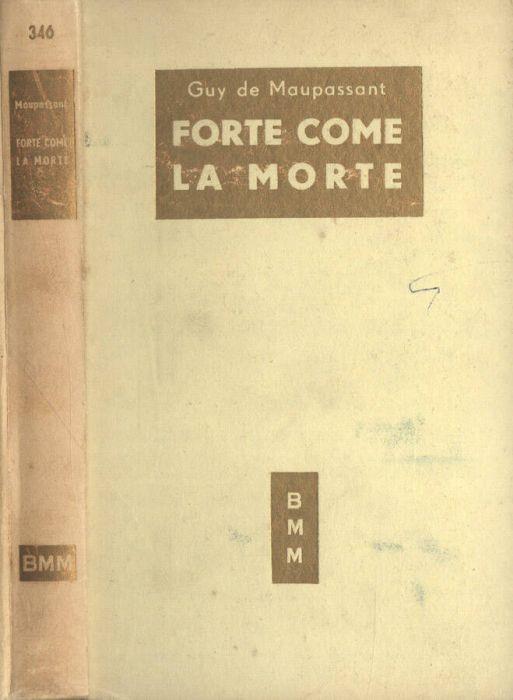 346
Maupassant
FORTE COME
LA MORTE
BMM
Guy de Maupassant
FORTE COME
LA MORTE
B
M
M